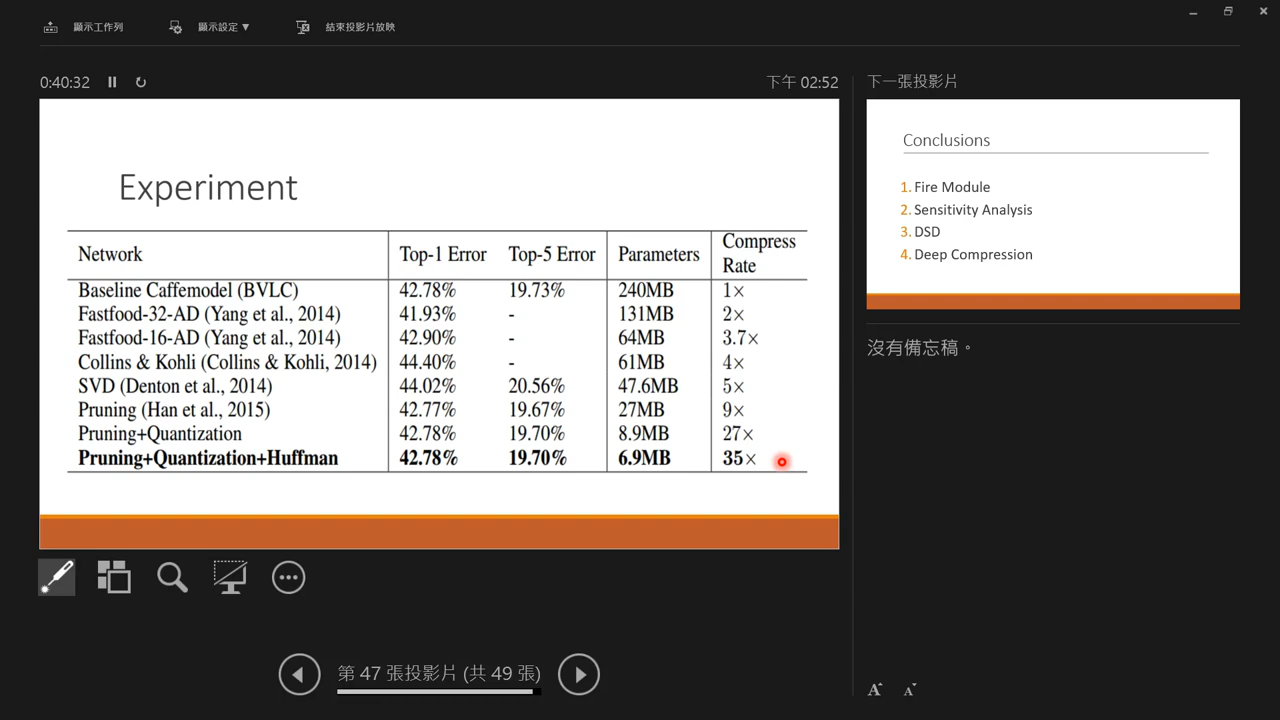 顯示工作列 顯示設定 ▼ 結束投影片放映
0:40:32 下午 02:52
Experiment
Network Top-1 Error Top-5 Error Parameters Compress Rate
Baseline Caffemodel (BVLC) 42.78% 19.73% 240MB 1×
Fastfood-32-AD (Yang et al., 2014) 41.93% - 131MB 2×
Fastfood-16-AD (Yang et al., 2014) 42.90% - 64MB 3.7×
Collins & Kohli (Collins & Kohli, 2014) 44.40% - 61MB 4×
SVD (Denton et al., 2014) 44.02% 20.56% 47.6MB 5×
Pruning (Han et al., 2015) 42.77% 19.67% 27MB 9×
Pruning+Quantization 42.78% 19.70% 8.9MB 27×
Pruning+Quantization+Huffman 42.78% 19.70% 6.9MB 35×
第 47 張投影片 (共 49 張)
下一張投影片
Conclusions
1. Fire Module
2. Sensitivity Analysis
3. DSD
4. Deep Compression
沒有備忘稿。
A A